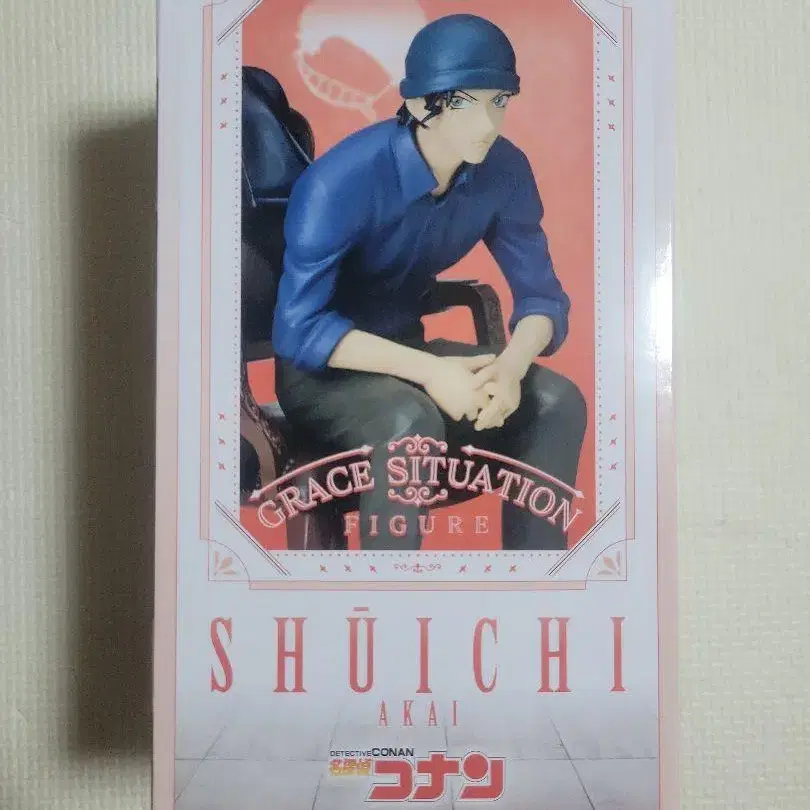 GRACE SITUATION
FIGURE
SHŪICHI
AKAI
DETECTIVE CONAN
名探偵
コナン